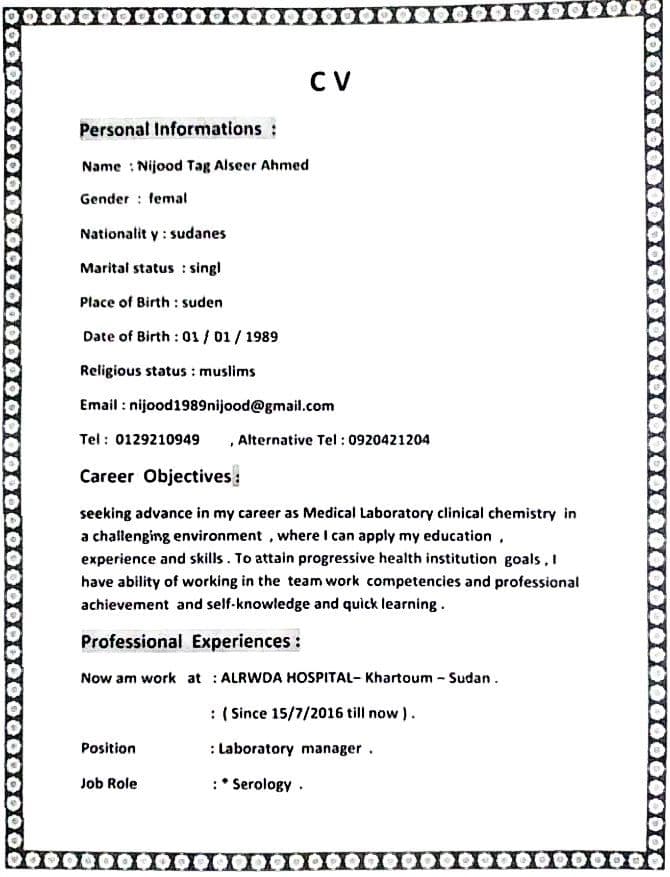 C V
Personal Informations :
Name : Nijood Tag Alseer Ahmed
Gender : femal
Nationalit y : sudanes
Marital status : singl
Place of Birth : suden
Date of Birth : 01 / 01 / 1989
Religious status : muslims
Email : nijood1989nijood@gmail.com
Tel : 0129210949 , Alternative Tel : 0920421204
Career Objectives :
seeking advance in my career as Medical Laboratory clinical chemistry in
a challenging environment , where I can apply my education ,
experience and skills . To attain progressive health institution goals , I
have ability of working in the team work competencies and professional
achievement and self-knowledge and quick learning .
Professional Experiences :
Now am work at : ALRWDA HOSPITAL– Khartoum – Sudan .
: ( Since 15/7/2016 till now ) .
Position : Laboratory manager .
Job Role : * Serology .